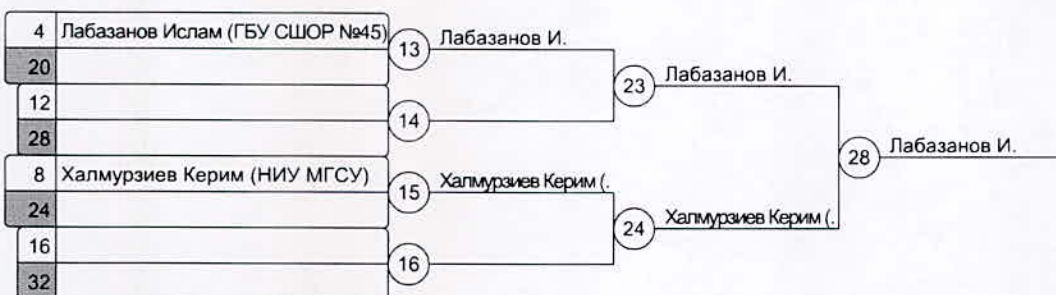 4 Лабазанов Ислам (ГБУ СШОР №45)
20
12
28
8 Халмурзиев Керим (НИУ МГСУ)
24
16
32
13 Лабазанов И.
14
15 Халмурзиев Керим (.
16
23 Лабазанов И.
24 Халмурзиев Керим (.
28 Лабазанов И.